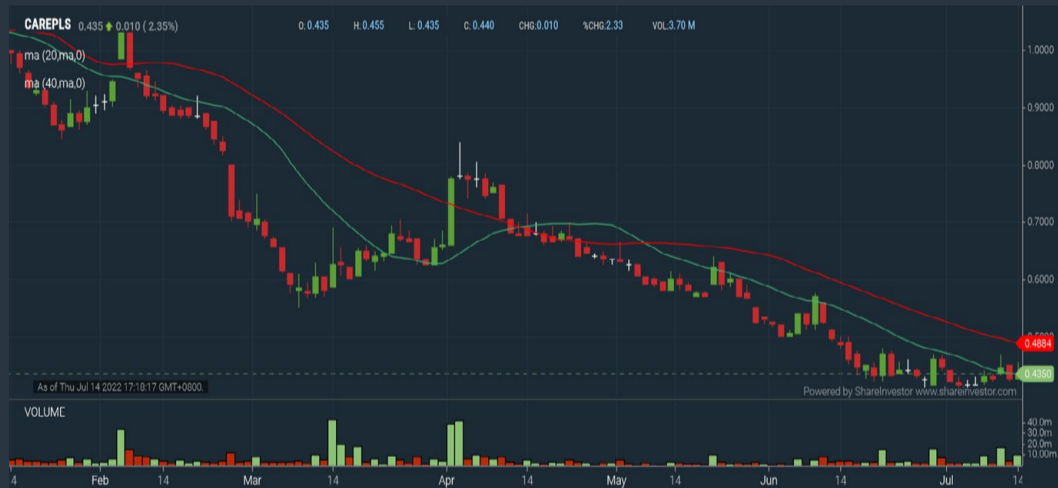 CAREPLS 0.435 0.010 ( 2.35%) O: 0.435 H: 0.455 L: 0.435 C: 0.440 CHG:0.010 %CHG:2.33 VOL:3.70 M
ma (20,ma,0)
ma (40,ma,0)
1.0000
0.9000
0.8000
0.7000
0.6000
0.4884
0.4350
As of Thu Jul 14 2022 17:18:17 GMT+0800.
Powered by ShareInvestor www.shareinvestor.com
VOLUME
40.0m
30.0m
20.0m
10.00m
4 Feb 14 Mar 14 Apr 14 May 14 Jun 14 Jul 14